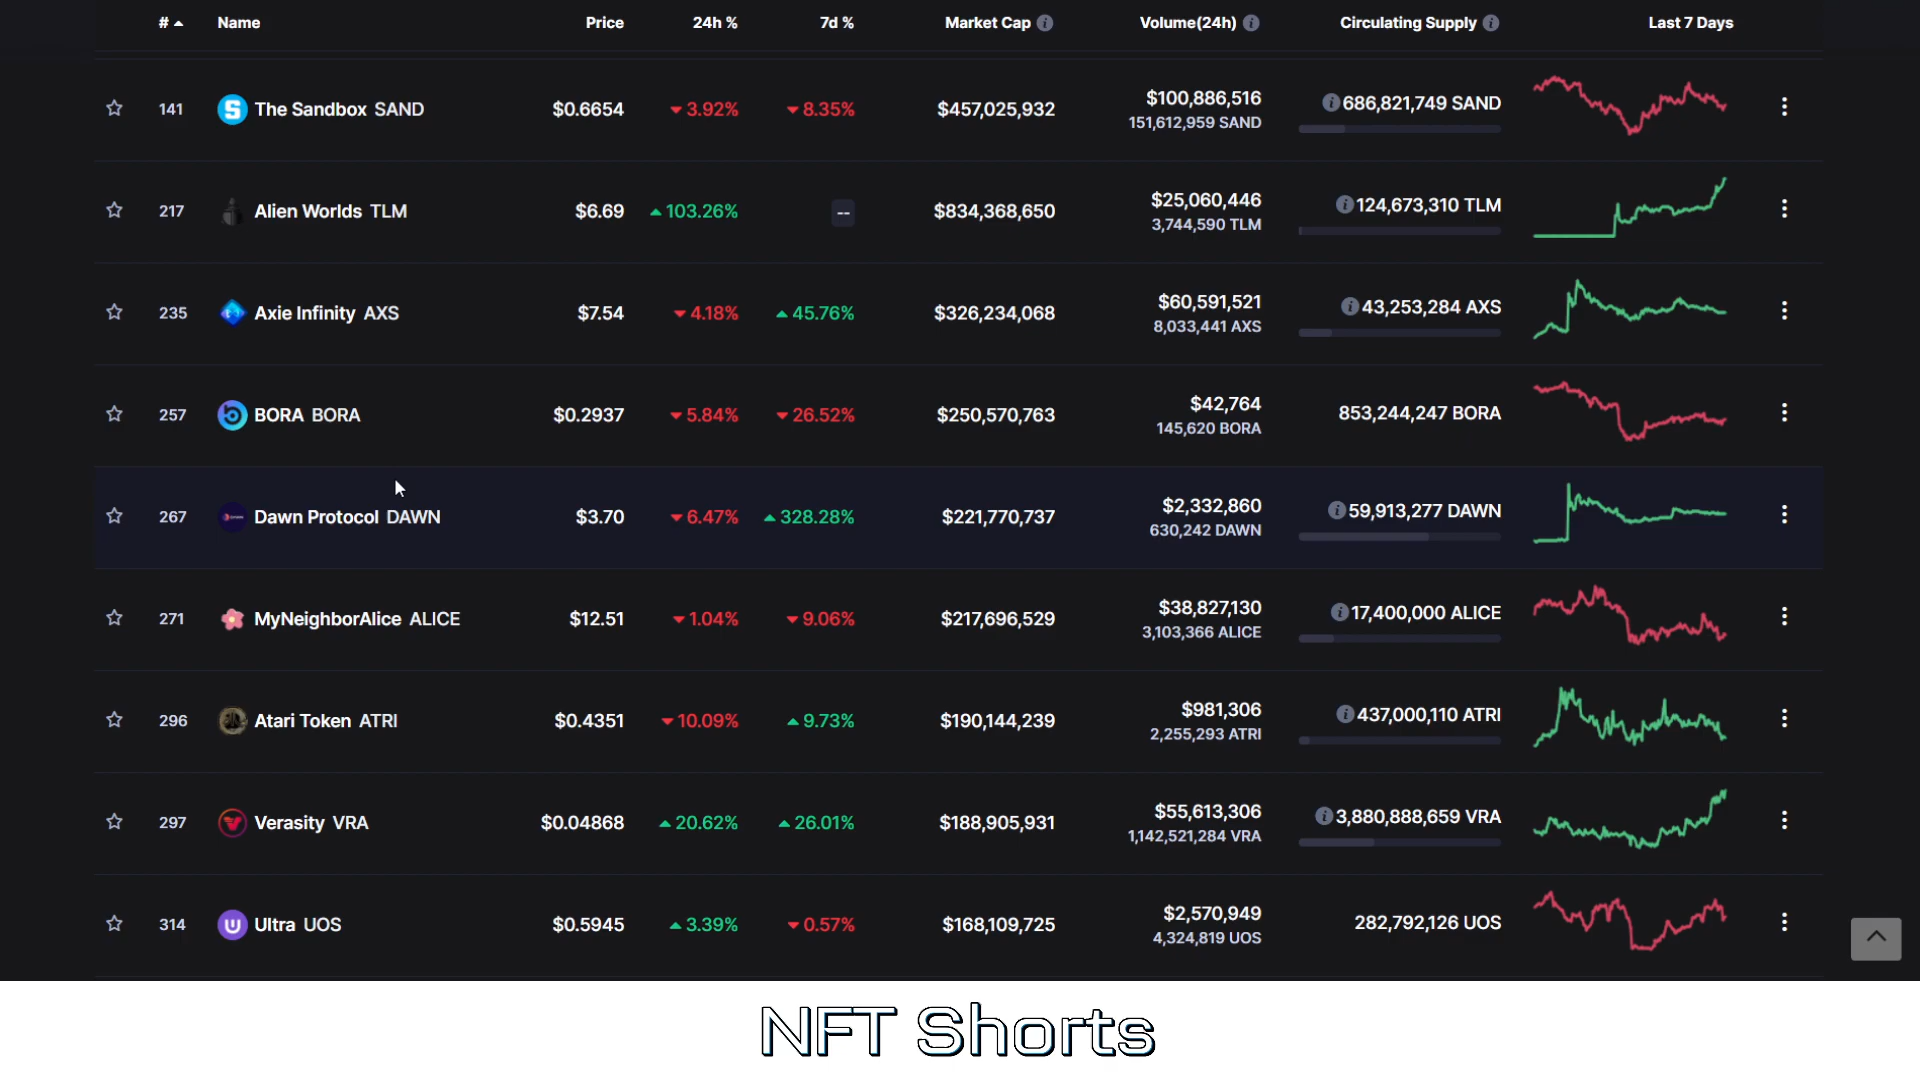 # Name Price 24h % 7d % Market Cap Volume(24h) Circulating Supply Last 7 Days
141 The Sandbox SAND $0.6654 3.92% 8.35% $457,025,932 $100,886,516 686,821,749 SAND
151,612,959 SAND
217 Alien Worlds TLM $6.69 103.26% -- $834,368,650 $25,060,446 124,673,310 TLM
3,744,590 TLM
235 Axie Infinity AXS $7.54 4.18% 45.76% $326,234,068 $60,591,521 43,253,284 AXS
8,033,441 AXS
257 BORA BORA $0.2937 5.84% 26.52% $250,570,763 $42,764 853,244,247 BORA
145,620 BORA
267 Dawn Protocol DAWN $3.70 6.47% 328.28% $221,770,737 $2,332,860 59,913,277 DAWN
630,242 DAWN
271 MyNeighborAlice ALICE $12.51 1.04% 9.06% $217,696,529 $38,827,130 17,400,000 ALICE
3,103,366 ALICE
296 Atari Token ATRI $0.4351 10.09% 9.73% $190,144,239 $981,306 437,000,110 ATRI
2,255,293 ATRI
297 Verasity VRA $0.04868 20.62% 26.01% $188,905,931 $55,613,306 3,880,888,659 VRA
1,142,521,284 VRA
314 Ultra UOS $0.5945 3.39% 0.57% $168,109,725 $2,570,949 282,792,126 UOS
4,324,819 UOS
NFT Shorts